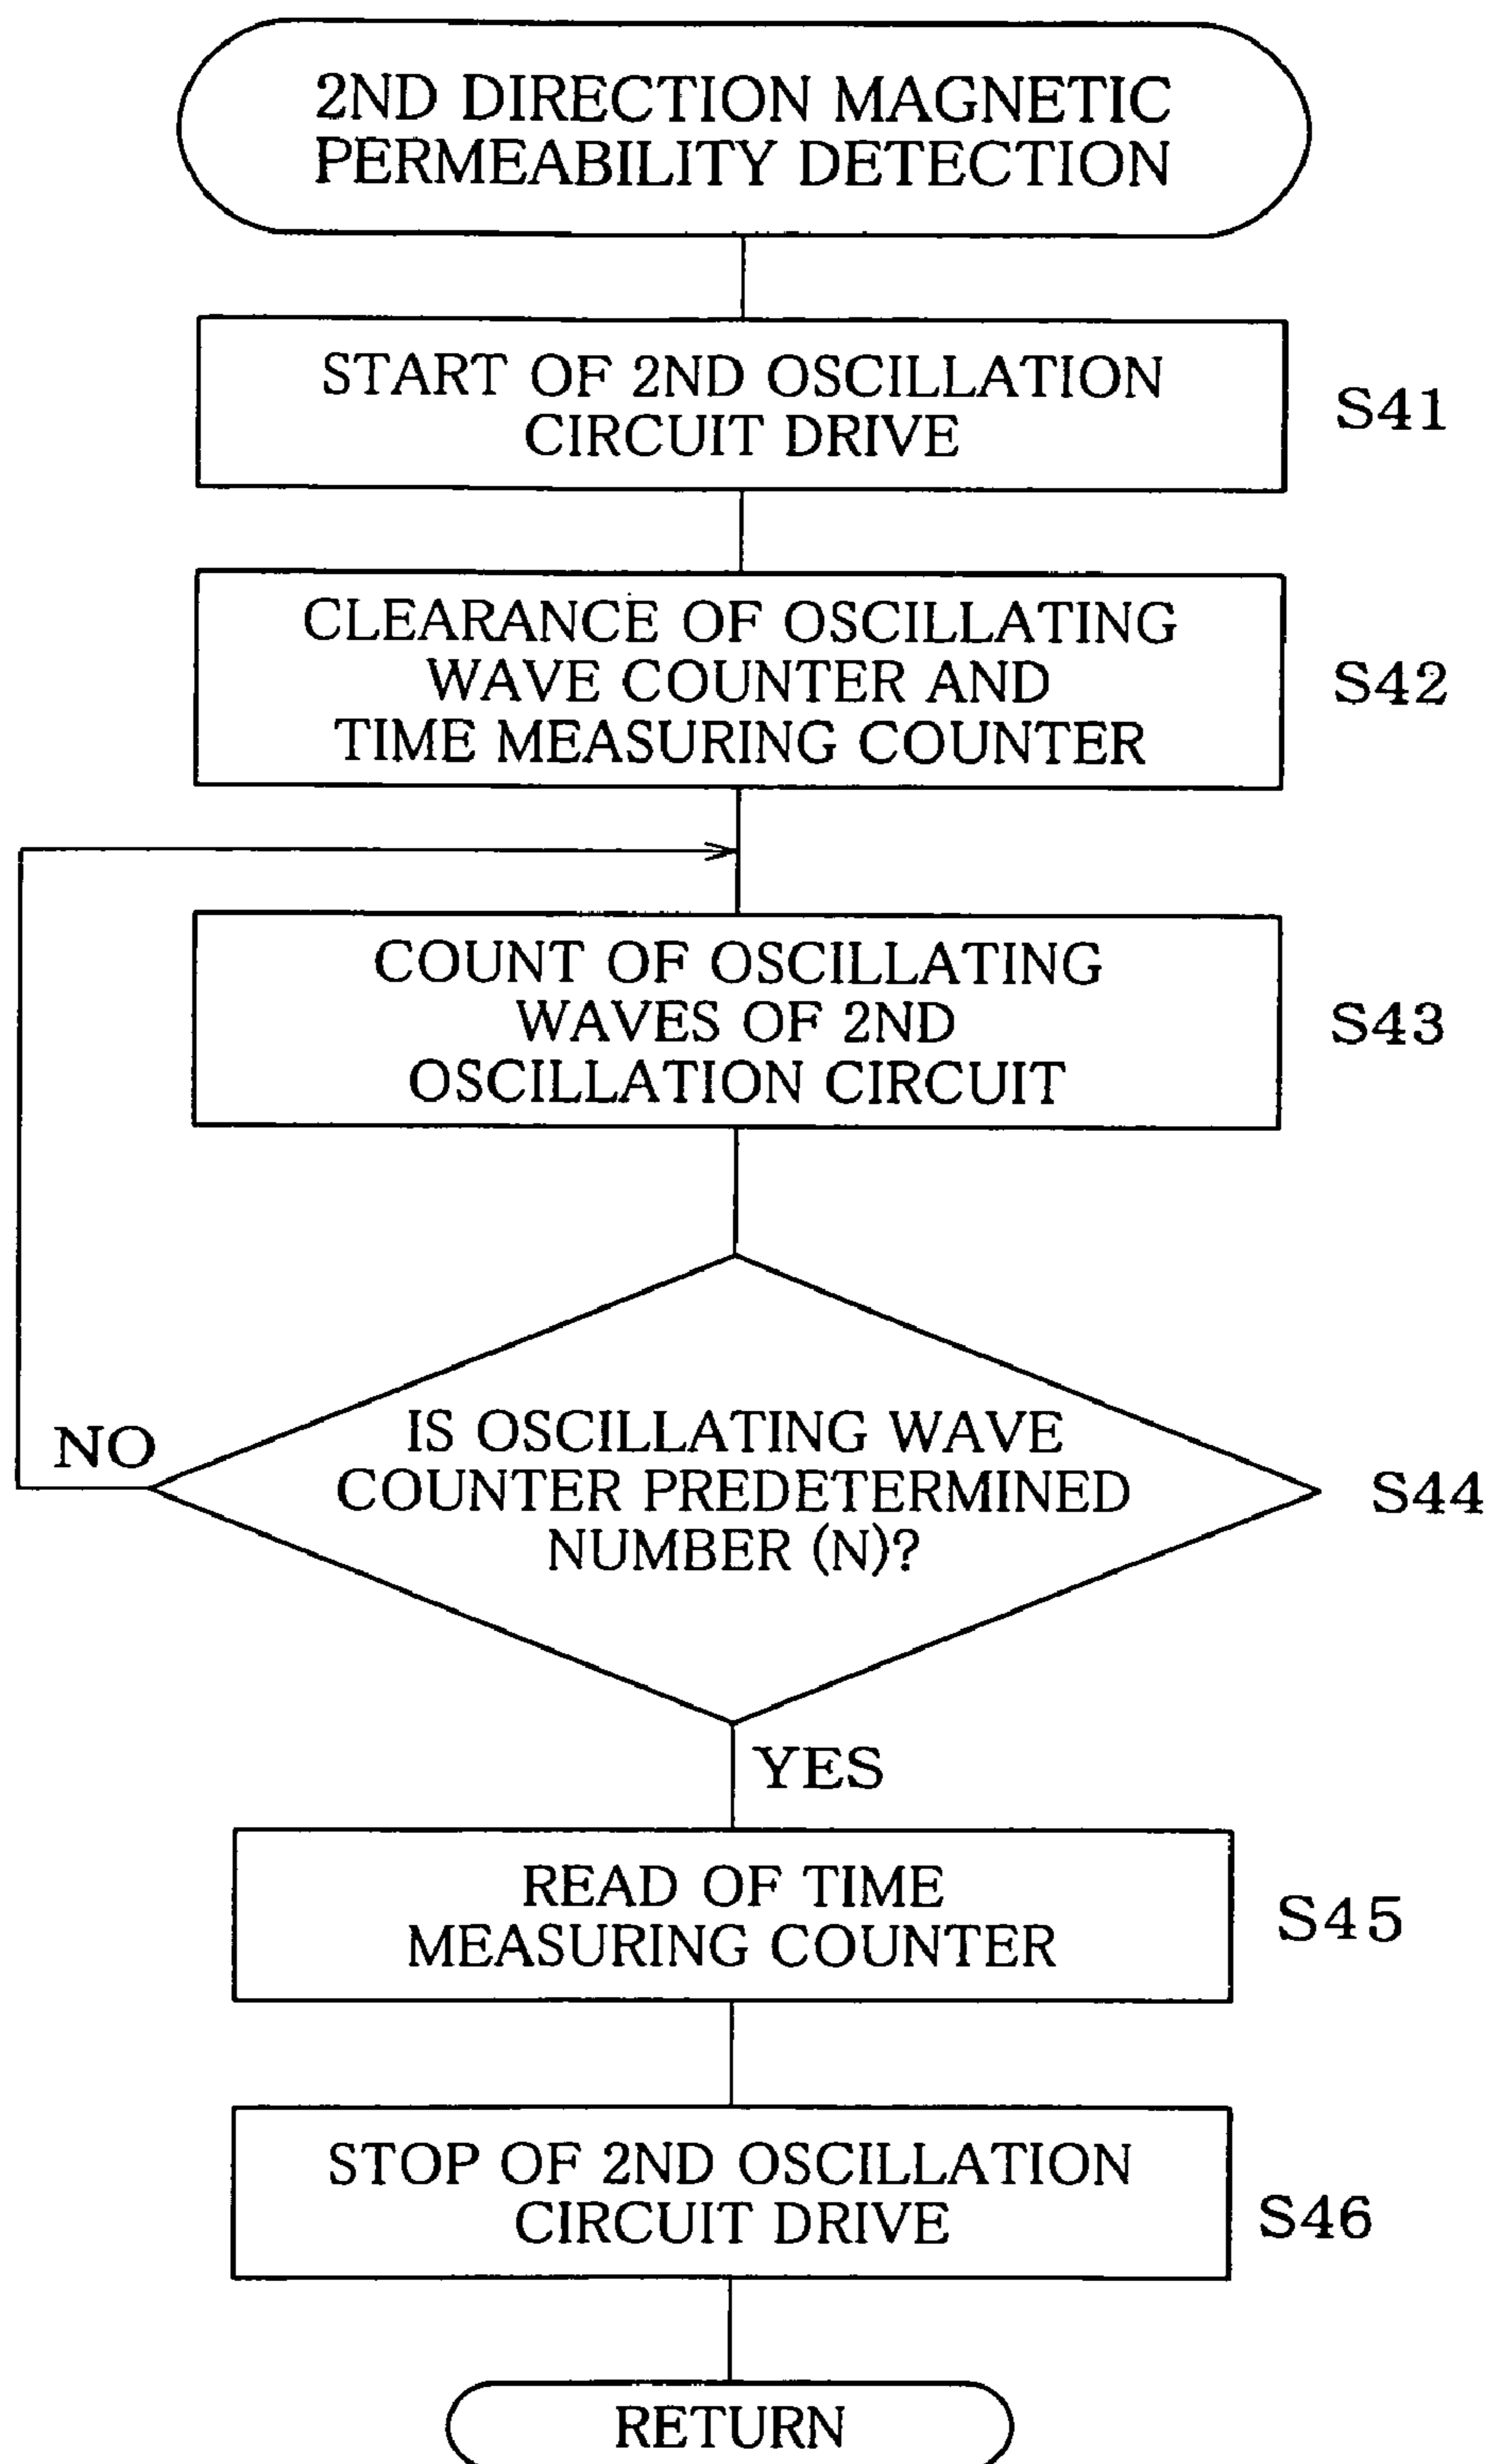 2ND DIRECTION MAGNETIC
PERMEABILITY DETECTION
START OF 2ND OSCILLATION
CIRCUIT DRIVE
S41
CLEARANCE OF OSCILLATING
WAVE COUNTER AND
TIME MEASURING COUNTER
S42
COUNT OF OSCILLATING
WAVES OF 2ND
OSCILLATION CIRCUIT
S43
NO
IS OSCILLATING WAVE
COUNTER PREDETERMINED
NUMBER (N)?
S44
YES
READ OF TIME
MEASURING COUNTER
S45
STOP OF 2ND OSCILLATION
CIRCUIT DRIVE
S46
RETURN